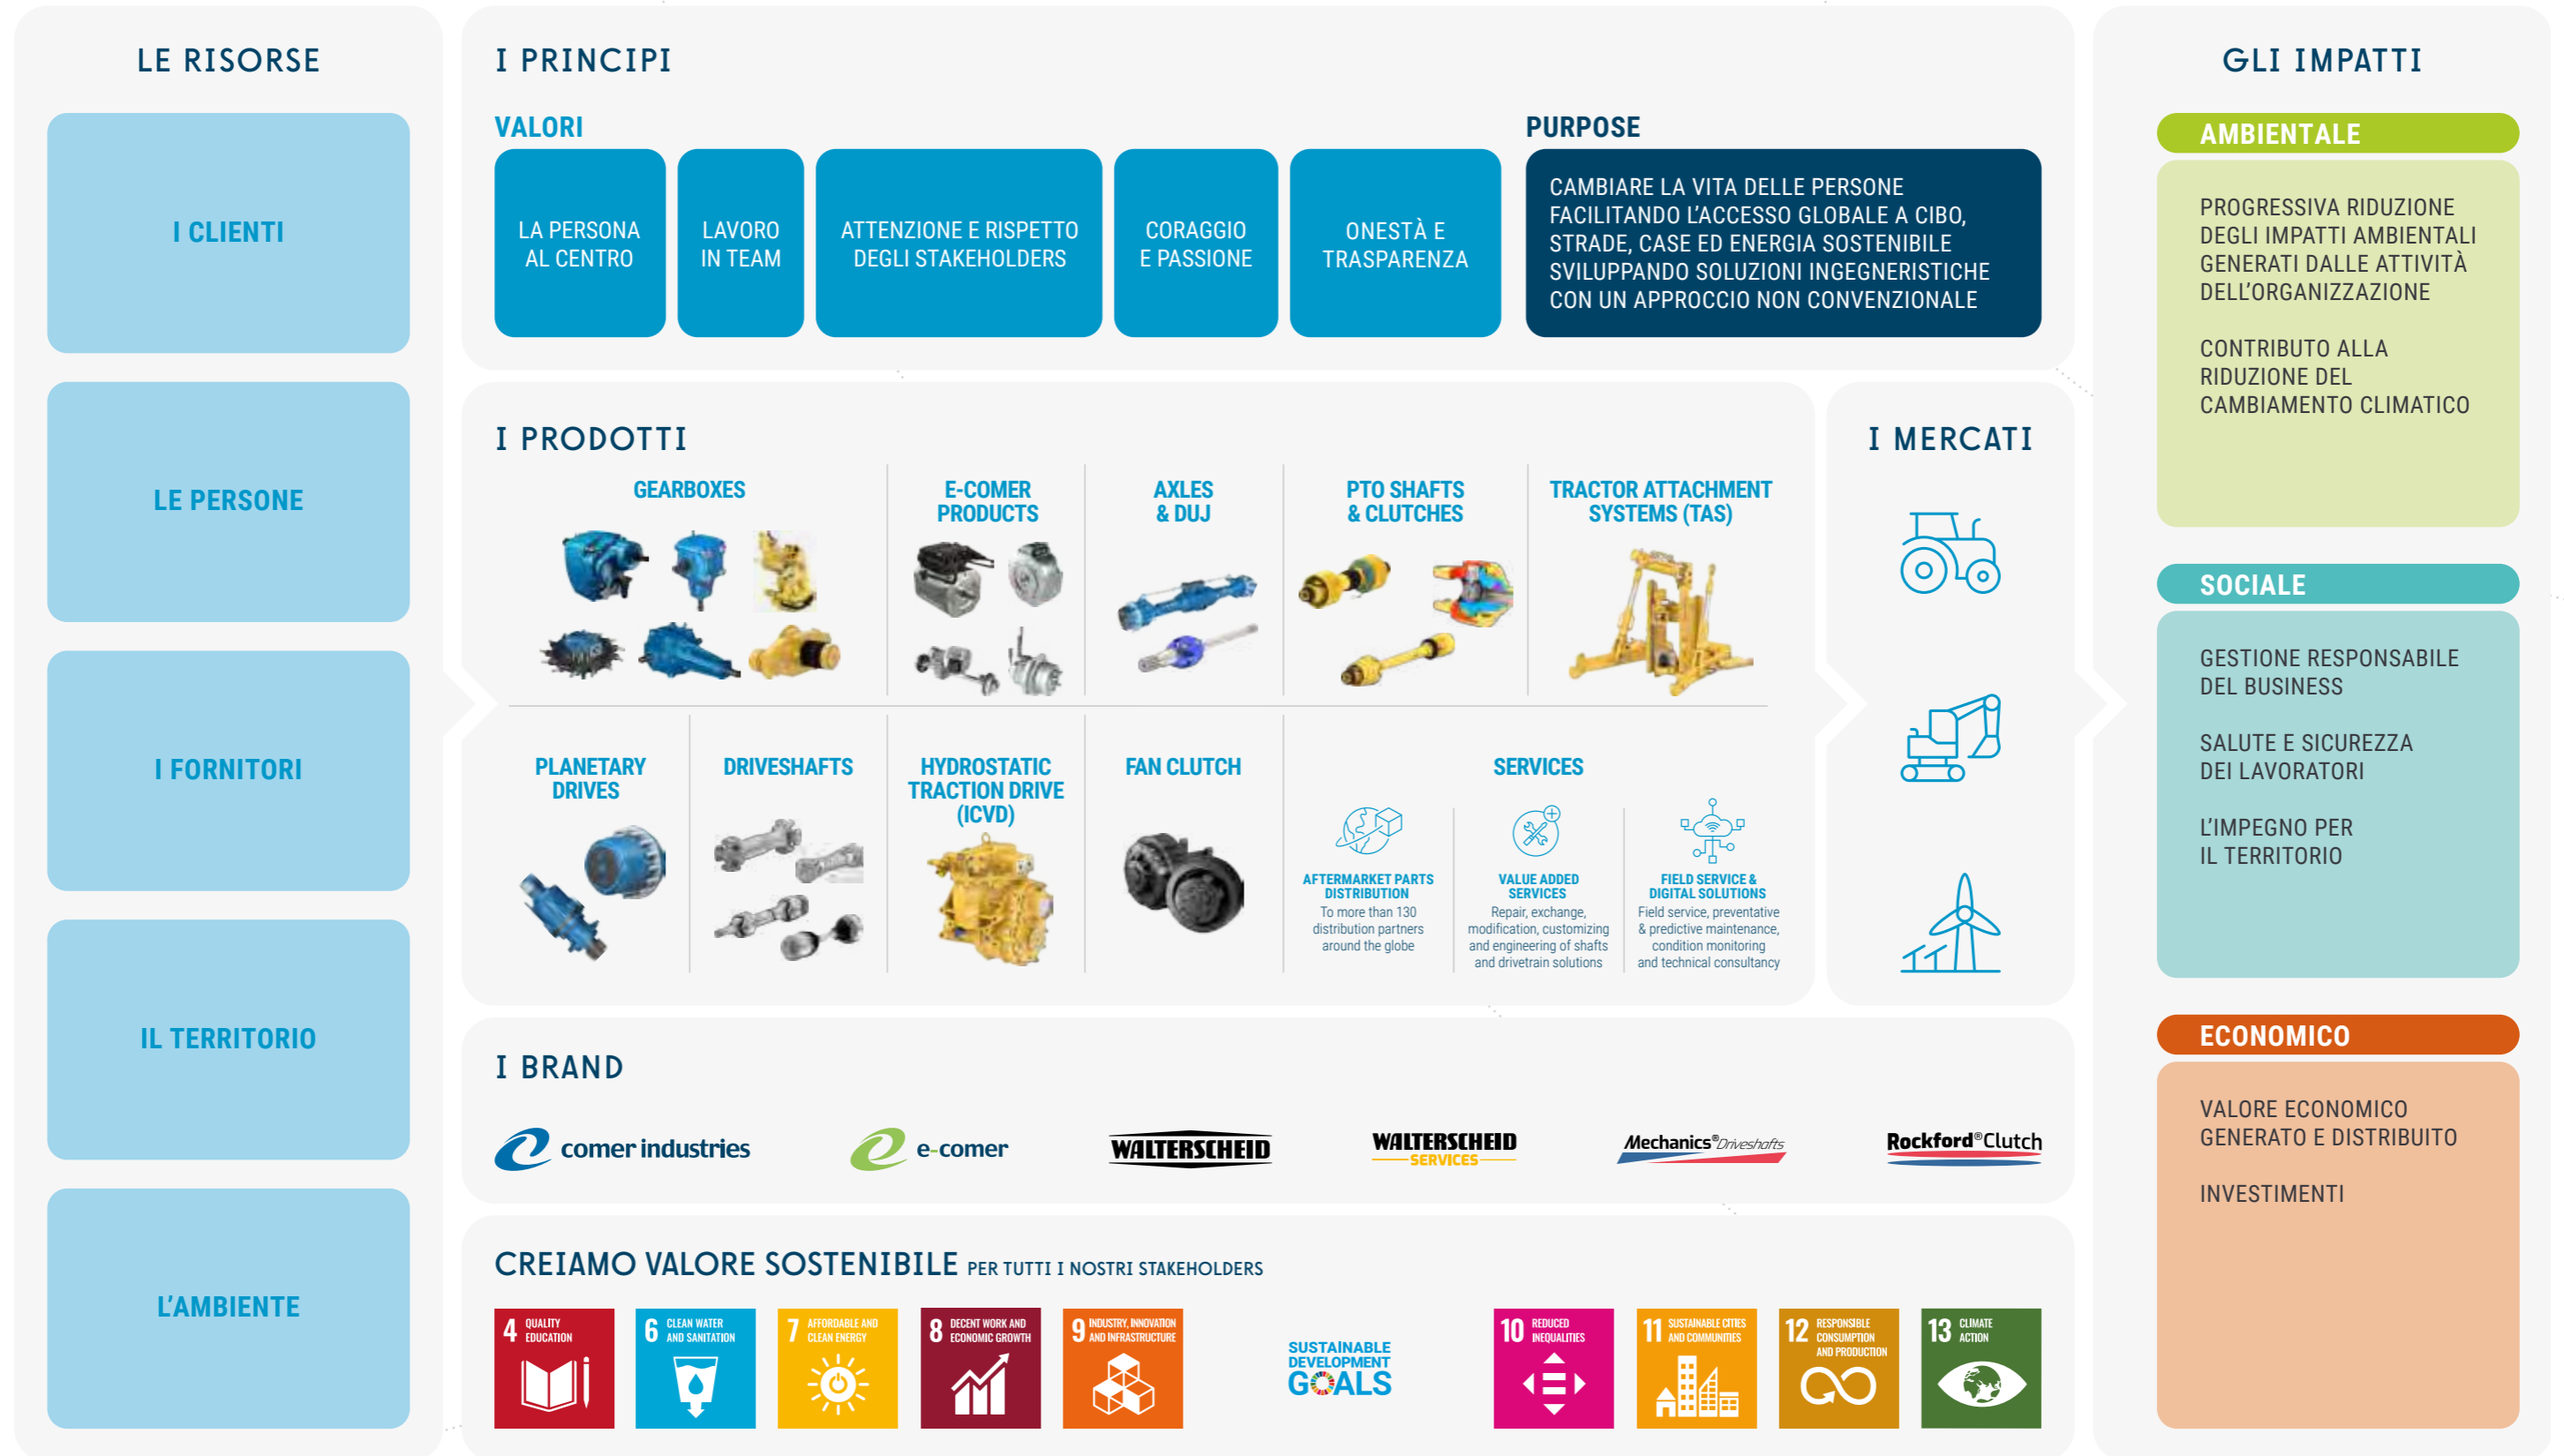 LE RISORSE
I CLIENTI
LE PERSONE
I FORNITORI
IL TERRITORIO
L'AMBIENTE
I PRINCIPI
VALORI
LA PERSONA
AL CENTRO
LAVORO
IN TEAM
ATTENZIONE E RISPETTO
DEGLI STAKEHOLDERS
CORAGGIO
E PASSIONE
ONESTÀ E
TRASPARENZA
PURPOSE
CAMBIARE LA VITA DELLE PERSONE
FACILITANDO L'ACCESSO GLOBALE A CIBO,
STRADE, CASE ED ENERGIA SOSTENIBILE
SVILUPPANDO SOLUZIONI INGEGNERISTICHE
CON UN APPROCCIO NON CONVENZIONALE
I PRODOTTI
GEARBOXES
E-COMER
PRODUCTS
AXLES
& DUJ
PTO SHAFTS
& CLUTCHES
TRACTOR ATTACHMENT
SYSTEMS (TAS)
PLANETARY
DRIVES
DRIVESHAFTS
HYDROSTATIC
TRACTION DRIVE
(ICVD)
FAN CLUTCH
SERVICES
AFTERMARKET PARTS
DISTRIBUTION
To more than 130
distribution partners
around the globe
VALUE ADDED
SERVICES
Repair, exchange,
modification, customizing
and engineering of shafts
and drivetrain solutions
FIELD SERVICE &
DIGITAL SOLUTIONS
Field service, preventative
& predictive maintenance,
condition monitoring
and technical consultancy
I MERCATI
I BRAND
comer industries
e-comer
WALTERSCHEID
WALTERSCHEID
SERVICES
Mechanics® Driveshafts
Rockford® Clutch
CREIAMO VALORE SOSTENIBILE PER TUTTI I NOSTRI STAKEHOLDERS
4 QUALITY
EDUCATION
6 CLEAN WATER
AND SANITATION
7 AFFORDABLE AND
CLEAN ENERGY
8 DECENT WORK AND
ECONOMIC GROWTH
9 INDUSTRY, INNOVATION
AND INFRASTRUCTURE
SUSTAINABLE
DEVELOPMENT
GOALS
10 REDUCED
INEQUALITIES
11 SUSTAINABLE CITIES
AND COMMUNITIES
12 RESPONSIBLE
CONSUMPTION
AND PRODUCTION
13 CLIMATE
ACTION
GLI IMPATTI
AMBIENTALE
PROGRESSIVA RIDUZIONE
DEGLI IMPATTI AMBIENTALI
GENERATI DALLE ATTIVITÀ
DELL'ORGANIZZAZIONE
CONTRIBUTO ALLA
RIDUZIONE DEL
CAMBIAMENTO CLIMATICO
SOCIALE
GESTIONE RESPONSABILE
DEL BUSINESS
SALUTE E SICUREZZA
DEI LAVORATORI
L'IMPEGNO PER
IL TERRITORIO
ECONOMICO
VALORE ECONOMICO
GENERATO E DISTRIBUITO
INVESTIMENTI